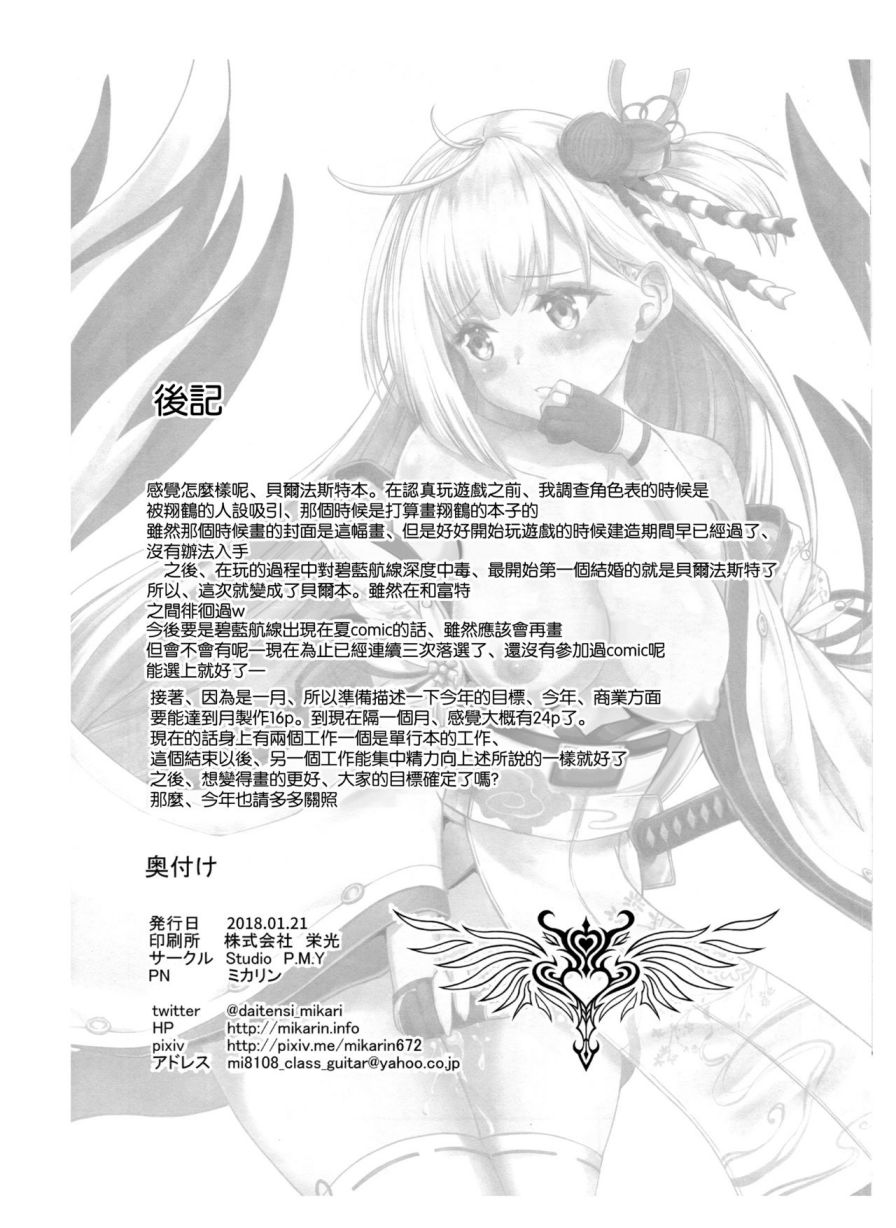 後記
感覺怎麼樣呢、貝爾法斯特本。在認真玩遊戲之前、我調查角色表的時候是
被翔鶴的人設吸引、那個時候是打算畫翔鶴的本子的
雖然那個時候畫的封面是這幅畫、但是好好開始玩遊戲的時候建造期間早已經過了、
沒有辦法入手
之後、在玩的過程中對碧藍航線深度中毒、最開始第一個結婚的就是貝爾法斯特了
所以、這次就變成了貝爾本。雖然在和富特
之間徘徊過w
今後要是碧藍航線出現在夏comic的話、雖然應該會再畫
但會不會有呢—現在為止已經連續三次落選了、還沒有參加過comic呢
能選上就好了—
接著、因為是一月、所以準備描述一下今年的目標、今年、商業方面
要能達到月製作16p。到現在隔一個月、感覺大概有24p了。
現在的話身上有兩個工作一個是單行本的工作、
這個結束以後、另一個工作能集中精力向上述所說的一樣就好了
之後、想變得畫的更好、大家的目標確定了嗎?
那麼、今年也請多多關照
奥付け
発行日 2018.01.21
印刷所 株式会社 栄光
サークル Studio P.M.Y
PN ミカリン
twitter @daitensi_mikari
HP http://mikarin.info
pixiv http://pixiv.me/mikarin672
アドレス mi8108_class_guitar@yahoo.co.jp